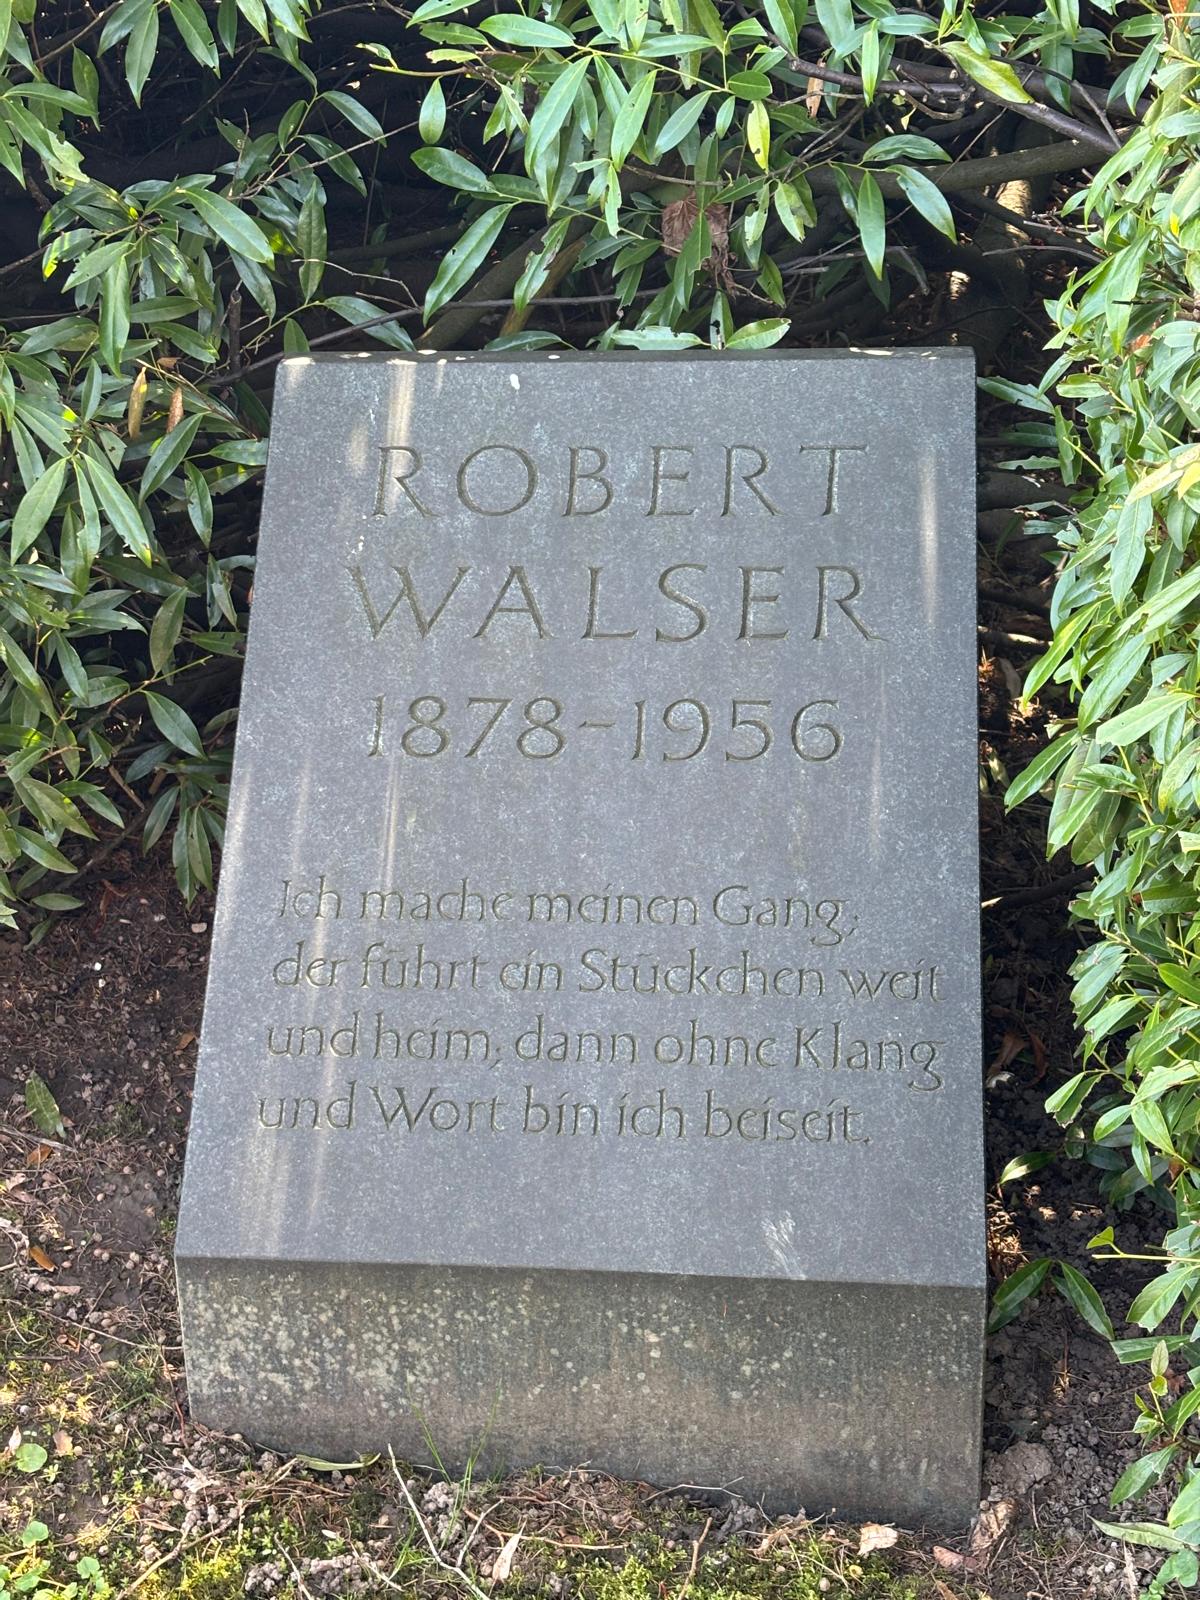 ROBERT
WALSER
1878-1956
Ich mache meinen Gang;
der führt ein Stückchen weit
und heim; dann ohne Klang
und Wort bin ich beiseit.